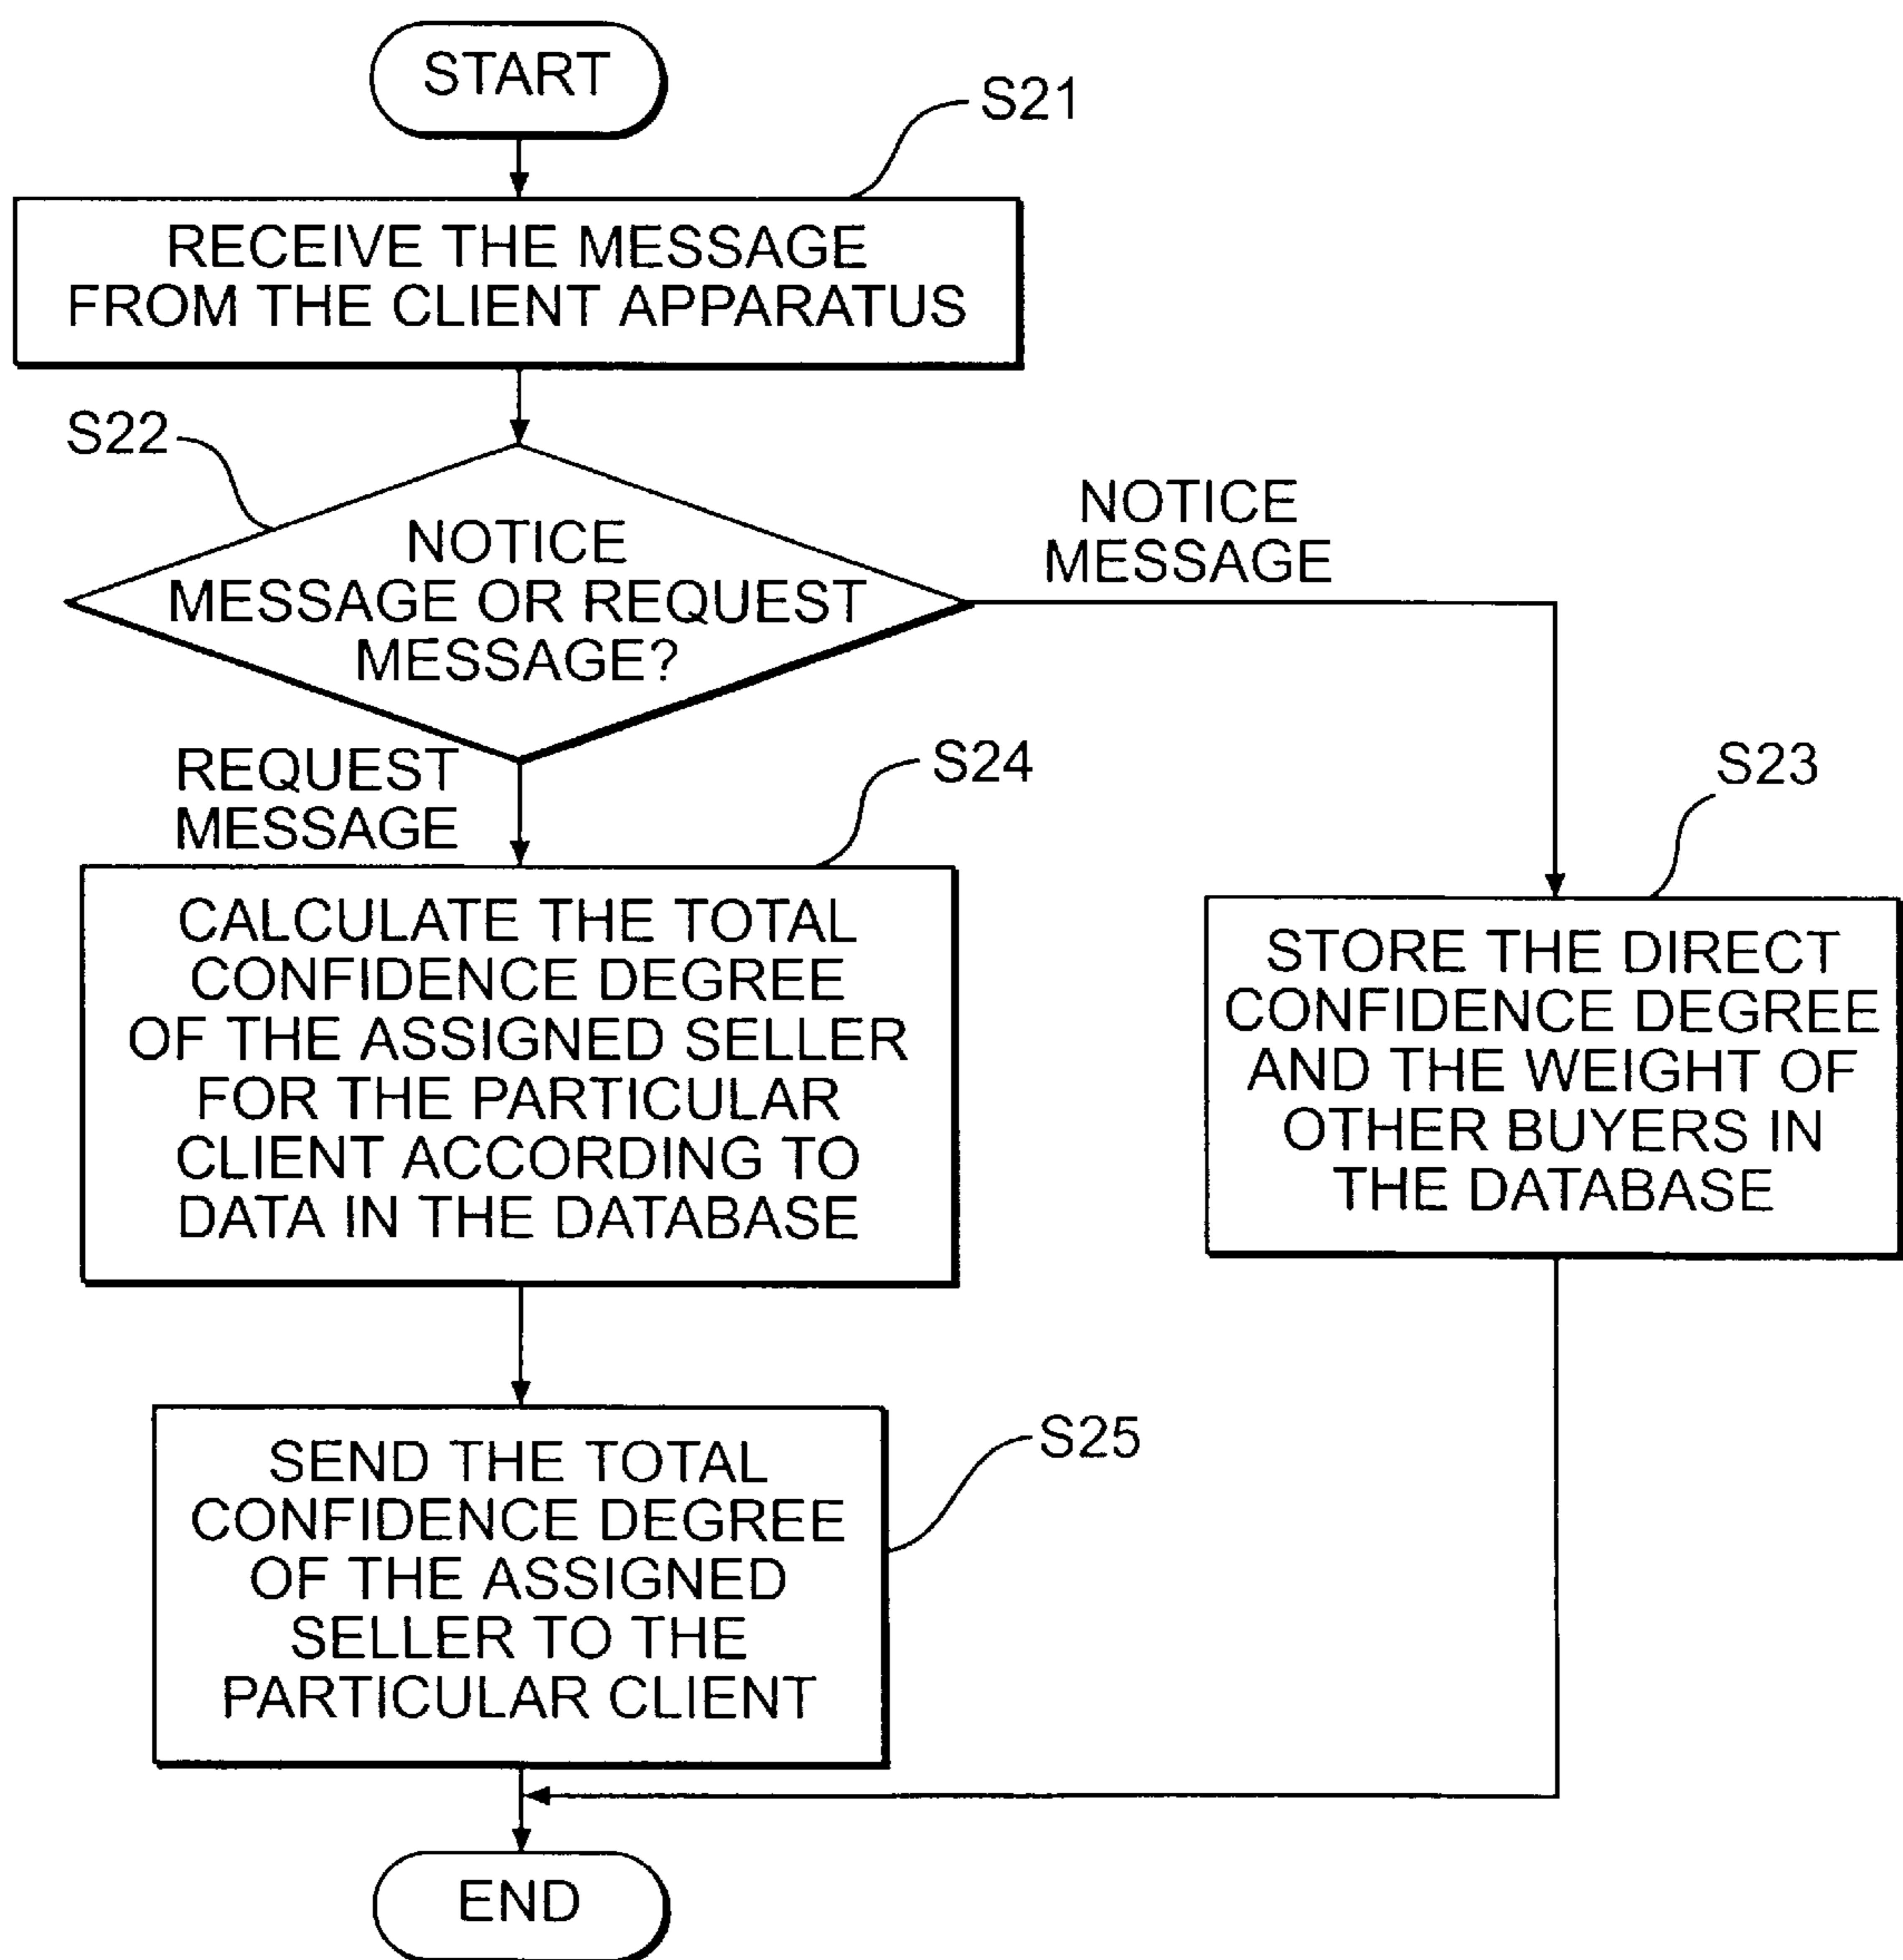 START
S21
RECEIVE THE MESSAGE
FROM THE CLIENT APPARATUS
S22
NOTICE
MESSAGE OR REQUEST
MESSAGE?
NOTICE
MESSAGE
REQUEST
MESSAGE
S24
CALCULATE THE TOTAL
CONFIDENCE DEGREE
OF THE ASSIGNED SELLER
FOR THE PARTICULAR
CLIENT ACCORDING TO
DATA IN THE DATABASE
S23
STORE THE DIRECT
CONFIDENCE DEGREE
AND THE WEIGHT OF
OTHER BUYERS IN
THE DATABASE
S25
SEND THE TOTAL
CONFIDENCE DEGREE
OF THE ASSIGNED
SELLER TO THE
PARTICULAR CLIENT
END